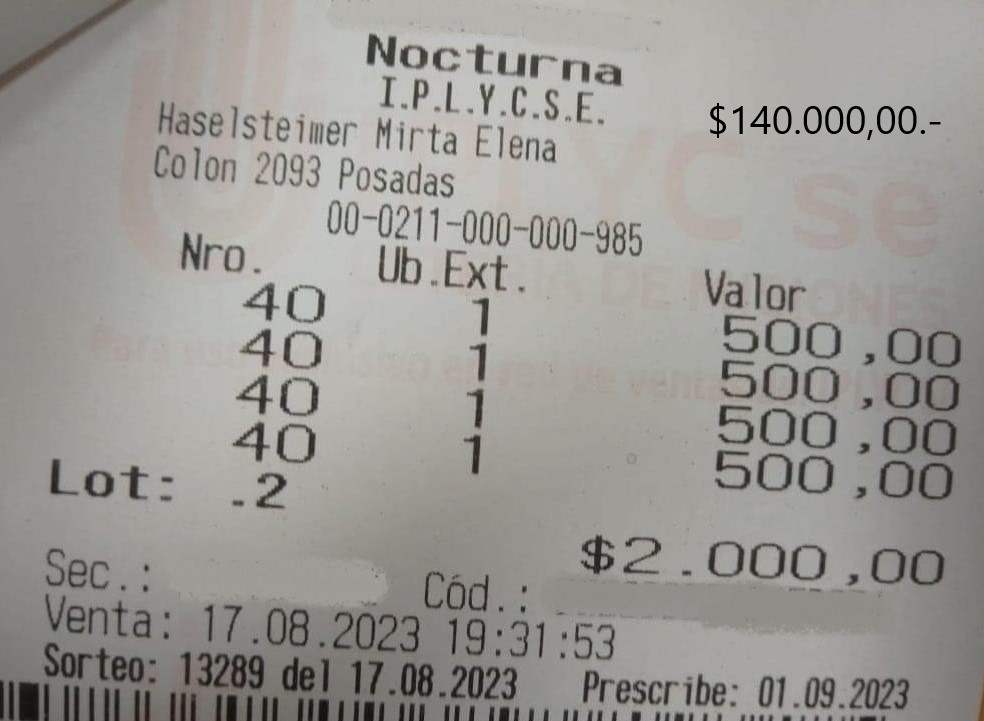 Nocturna
I.P.L.Y.C.S.E.
$140.000,00.-
Haselsteimer Mirta Elena
Colon 2093 Posadas
00-0211-000-000-985
Nro. Ub.Ext. Valor
40 1 500,00
40 1 500,00
40 1 500,00
40 1 500,00
Lot: .2
$2.000,00
Sec.: Cód.:
Venta: 17.08.2023 19:31:53
Sorteo: 13289 del 17.08.2023 Prescribe: 01.09.2023